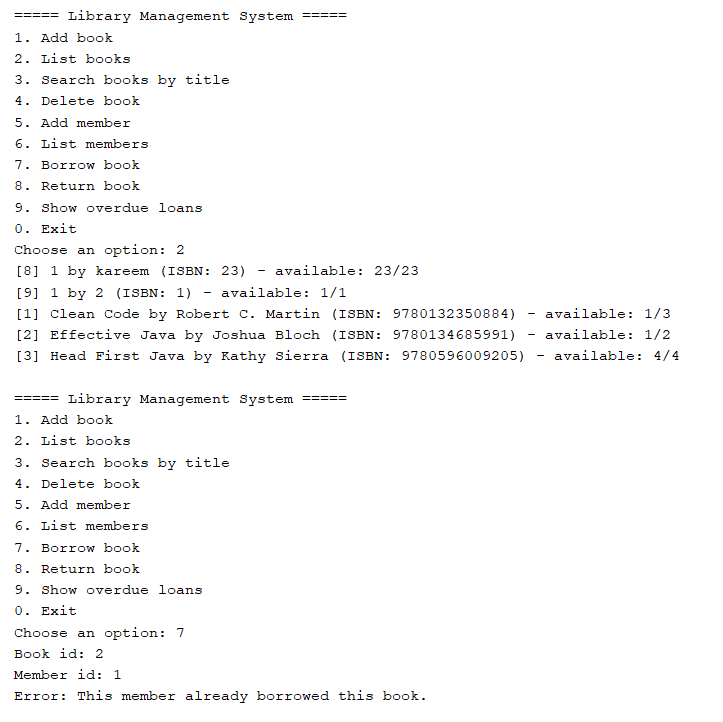 ===== Library Management System =====
1. Add book
2. List books
3. Search books by title
4. Delete book
5. Add member
6. List members
7. Borrow book
8. Return book
9. Show overdue loans
0. Exit
Choose an option: 2
[8] 1 by kareem (ISBN: 23) - available: 23/23
[9] 1 by 2 (ISBN: 1) - available: 1/1
[1] Clean Code by Robert C. Martin (ISBN: 9780132350884) - available: 1/3
[2] Effective Java by Joshua Bloch (ISBN: 9780134685991) - available: 1/2
[3] Head First Java by Kathy Sierra (ISBN: 9780596009205) - available: 4/4

===== Library Management System =====
1. Add book
2. List books
3. Search books by title
4. Delete book
5. Add member
6. List members
7. Borrow book
8. Return book
9. Show overdue loans
0. Exit
Choose an option: 7
Book id: 2
Member id: 1
Error: This member already borrowed this book.